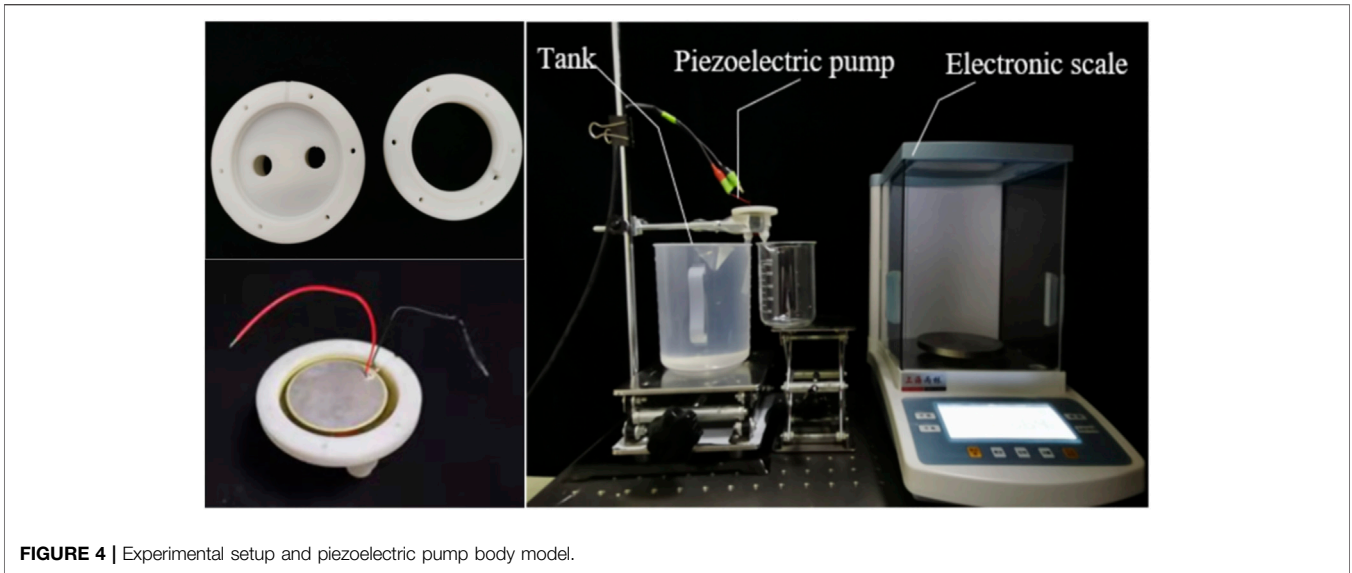 Tank
Piezoelectric pump
Electronic scale
FIGURE 4 | Experimental setup and piezoelectric pump body model.